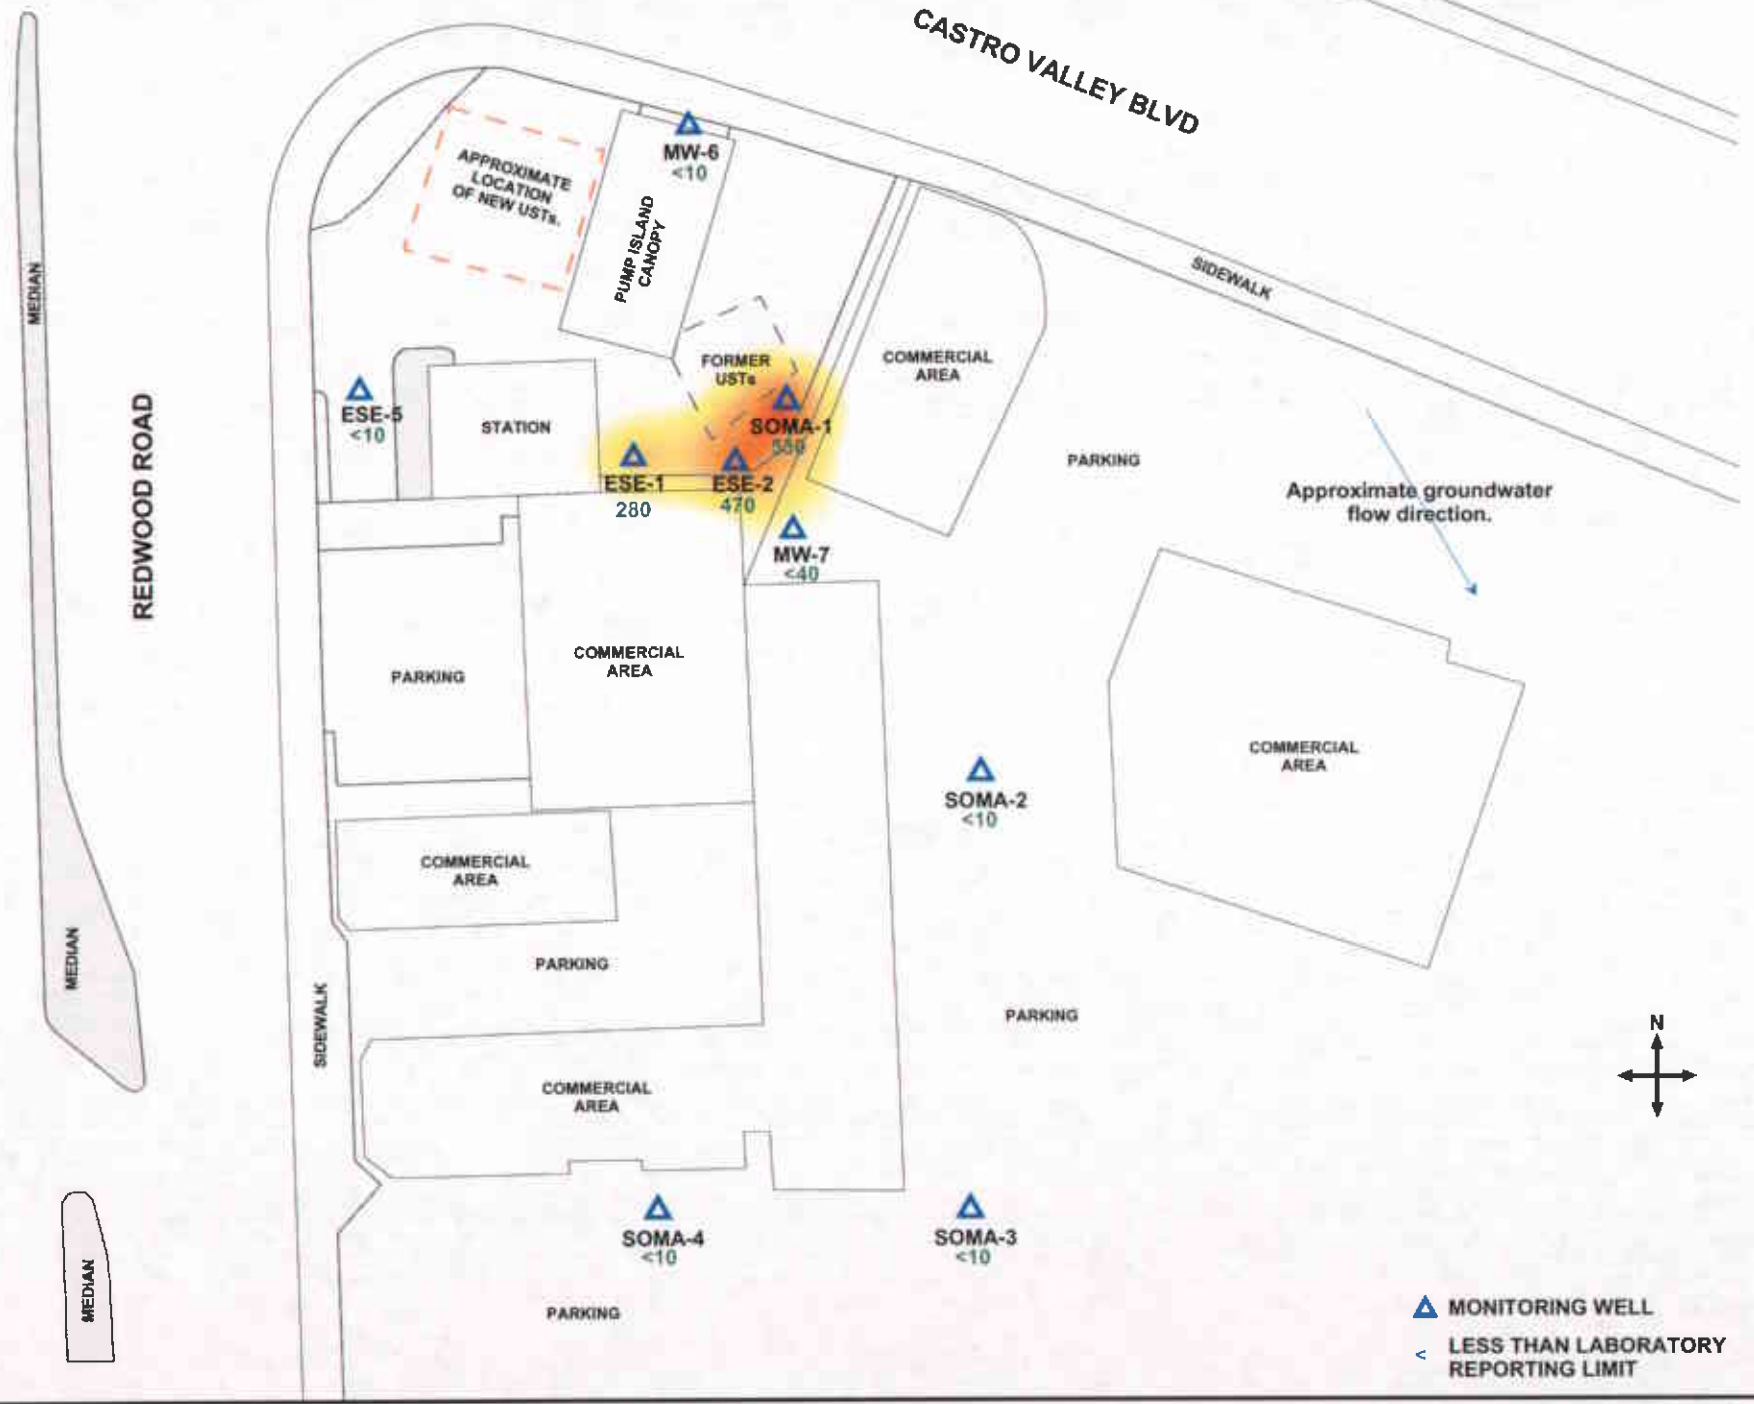 CASTRO VALLEY BLVD
MW-6
<10
APPROXIMATE
LOCATION
OF NEW USTs.
PUMP ISLAND
CANOPY
SIDEWALK
MEDIAN
FORMER
USTs
COMMERCIAL
AREA
ESE-5
<10
STATION
SOMA-1
550
PARKING
REDWOOD ROAD
ESE-1
280
ESE-2
470
Approximate groundwater
flow direction.
MW-7
<40
COMMERCIAL
AREA
PARKING
COMMERCIAL
AREA
SOMA-2
<10
COMMERCIAL
AREA
MEDIAN
PARKING
SIDEWALK
PARKING
N
COMMERCIAL
AREA
SOMA-4
<10
SOMA-3
<10
MEDIAN
PARKING
MONITORING WELL
< LESS THAN LABORATORY
REPORTING LIMIT